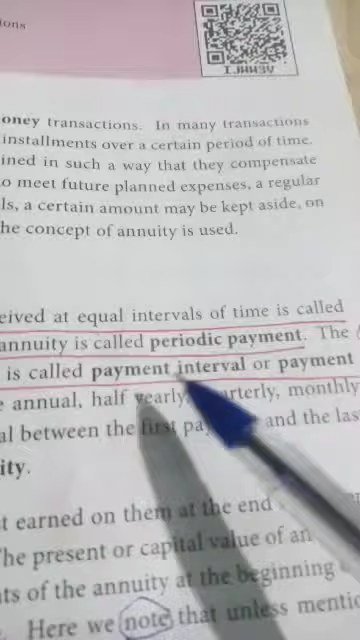 ions
IJHH3V
oney transactions. In many transactions
installments over a certain period of time.
ined in such a way that they compensate
o meet future planned expenses, a regular
ls, a certain amount may be kept aside, on
he concept of annuity is used.
eived at equal intervals of time is called
annuity is called periodic payment. The
is called payment interval or payment
e annual, half yearly, monthly
al between the first and the las
ity.
t earned on them at the end
he present or capital value of an
ts of the annuity at the beginning
Here we note that unless mentio